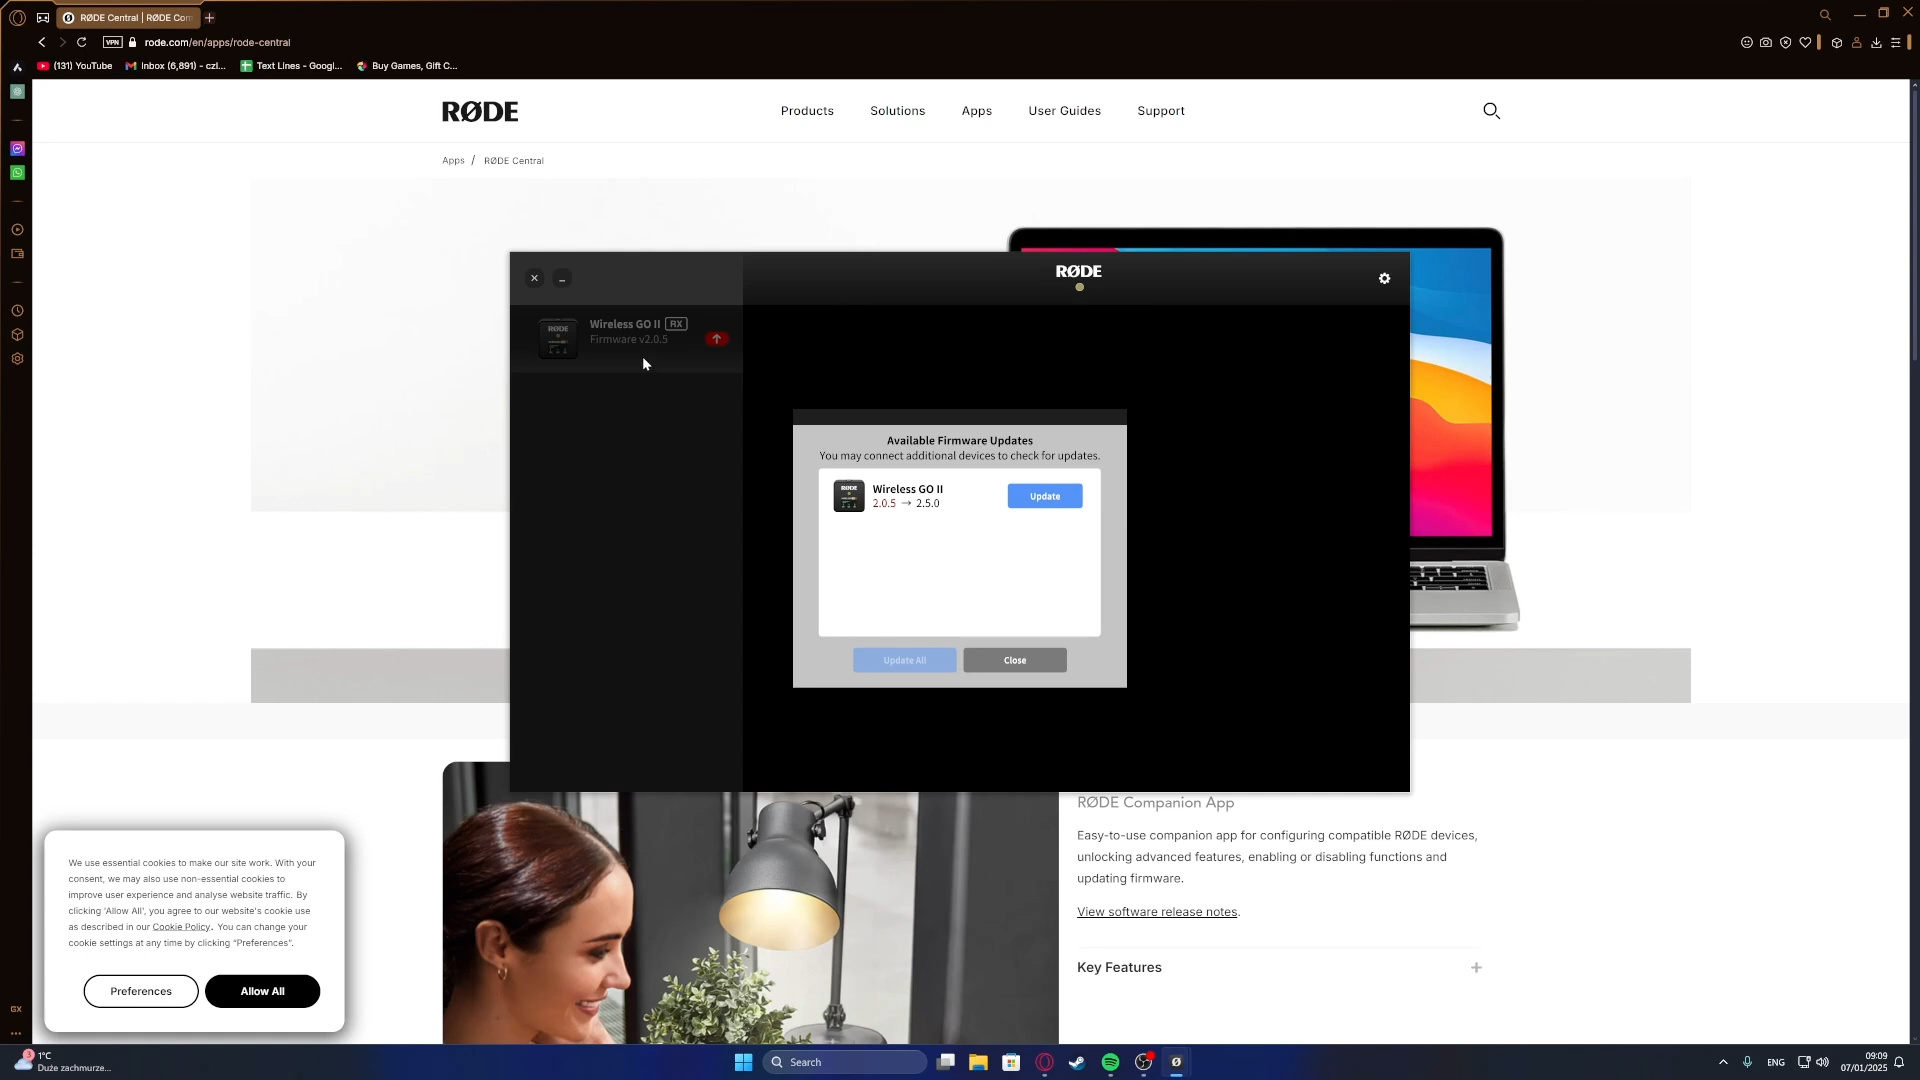 RØDE Central | RØDE Com
VPN
rode.com/en/apps/rode-central
(131) YouTube
Inbox (6,891) - czl...
Text Lines - Googl...
Buy Games, Gift C...
RØDE
Products
Solutions
Apps
User Guides
Support
Apps / RØDE Central
RØDE
Wireless GO II RX
Firmware v2.0.5
RØDE
Available Firmware Updates
You may connect additional devices to check for updates.
RØDE
Wireless GO II
2.0.5 → 2.5.0
Update
Update All
Close
RØDE Companion App
Easy-to-use companion app for configuring compatible RØDE devices,
unlocking advanced features, enabling or disabling functions and
updating firmware.
View software release notes.
Key Features
We use essential cookies to make our site work. With your
consent, we may also use non-essential cookies to
improve user experience and analyse website traffic. By
clicking 'Allow All', you agree to our website's cookie use
as described in our Cookie Policy. You can change your
cookie settings at any time by clicking “Preferences”.
Preferences
Allow All
GX
1°C
Duże zachmurze...
Search
ENG
09:09
07/01/2025